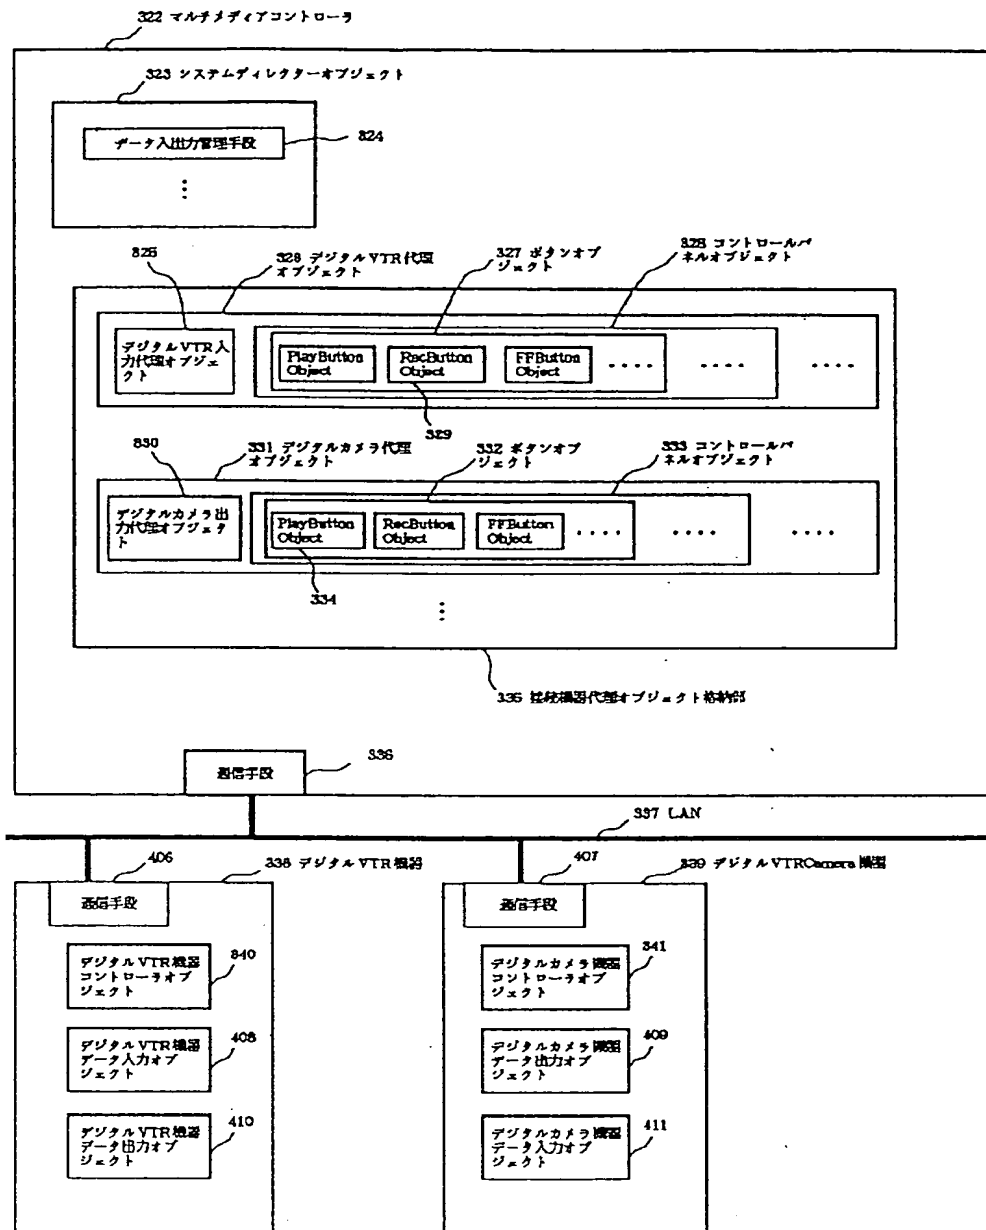 322 マルチメディアコントローラ
323 システムディレクターオブジェクト
324
データ入出力管理手段
325
328 デジタルVTR代理
オブジェクト
327 ボタンオブ
ジェクト
328 コントロールパ
ネルオブジェクト
デジタルVTR入
力代理オブジェ
クト
PlayButton
Object
RecButton
Object
FFButton
Object
....
....
....
329
330
331 デジタルカメラ代理
オブジェクト
332 ボタンオブ
ジェクト
333 コントロールパ
ネルオブジェクト
デジタルカメラ出
力代理オブジェク
ト
PlayButton
Object
RecButton
Object
FFButton
Object
....
....
....
334
335 接続機器代理オブジェクト格納部
通信手段
336
337 LAN
406
338 デジタルVTR機器
407
339 デジタルVTRCamera機器
通信手段
通信手段
デジタルVTR機器
コントローラオブ
ジェクト
340
デジタルカメラ機器
コントローラオブ
ジェクト
341
デジタルVTR機器
データ入力オブ
ジェクト
408
デジタルカメラ機器
データ出力オブ
ジェクト
409
デジタルVTR機器
データ出力オブ
ジェクト
410
デジタルカメラ機器
データ入力オブ
ジェクト
411